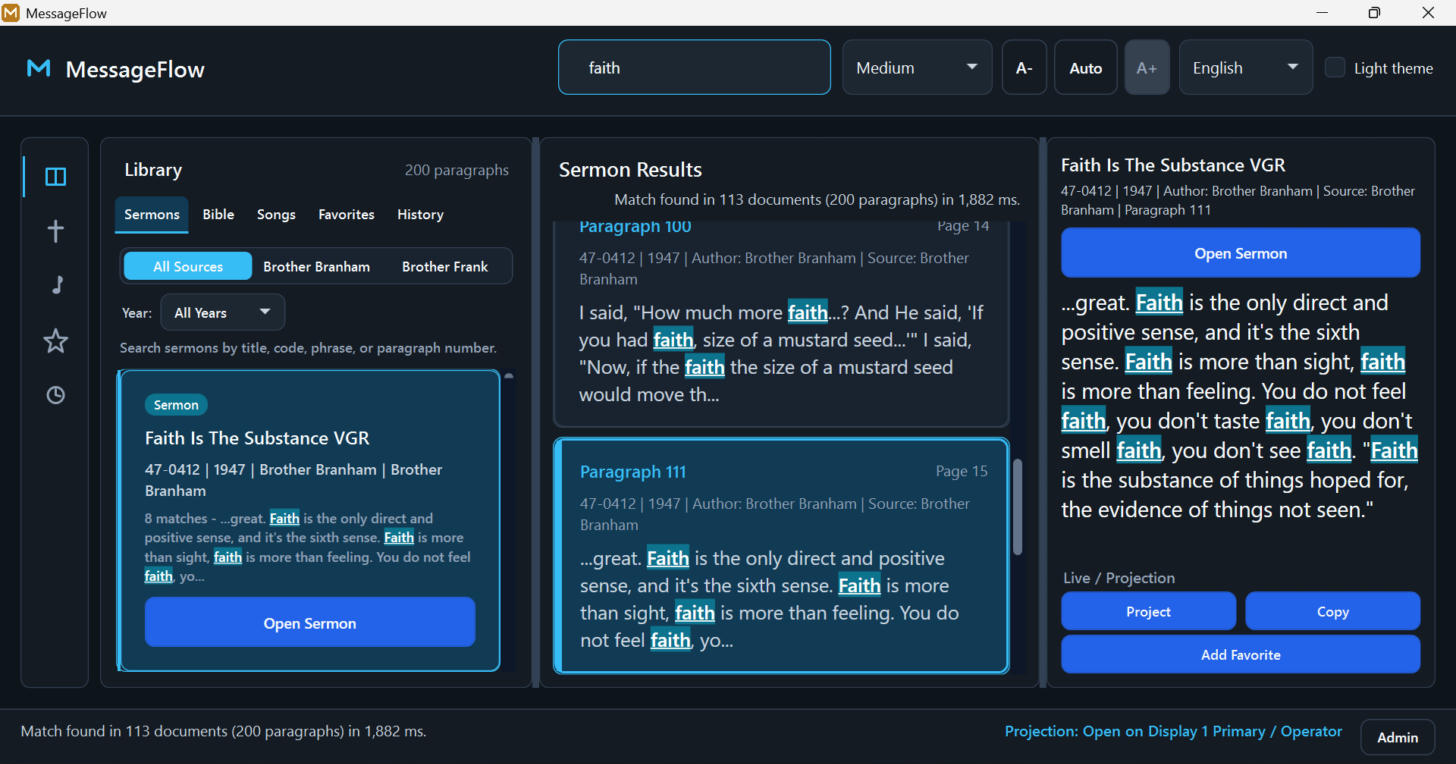 MessageFlow
MessageFlow
faith
Medium
A-
Auto
A+
English
Light theme
Library
200 paragraphs
Sermons
Bible
Songs
Favorites
History
All Sources
Brother Branham
Brother Frank
Year:
All Years
Search sermons by title, code, phrase, or paragraph number.
Sermon
Faith Is The Substance VGR
47-0412 | 1947 | Brother Branham | Brother
Branham
8 matches - ...great. Faith is the only direct and
positive sense, and it's the sixth sense. Faith is more
than sight, faith is more than feeling. You do not feel
faith, yo...
Open Sermon
Sermon Results
Match found in 113 documents (200 paragraphs) in 1,882 ms.
Paragraph 100
Page 14
47-0412 | 1947 | Author: Brother Branham | Source: Brother
Branham
I said, "How much more faith...? And He said, 'If
you had faith, size of a mustard seed...'" I said,
"Now, if the faith the size of a mustard seed
would move th...
Paragraph 111
Page 15
47-0412 | 1947 | Author: Brother Branham | Source: Brother
Branham
...great. Faith is the only direct and positive
sense, and it's the sixth sense. Faith is more
than sight, faith is more than feeling. You do
not feel faith, yo...
Faith Is The Substance VGR
47-0412 | 1947 | Author: Brother Branham | Source: Brother
Branham | Paragraph 111
Open Sermon
...great. Faith is the only direct and
positive sense, and it's the sixth
sense. Faith is more than sight, faith
is more than feeling. You do not feel
faith, you don't taste faith, you don't
smell faith, you don't see faith. "Faith
is the substance of things hoped for,
the evidence of things not seen."
Live / Projection
Project
Copy
Add Favorite
Match found in 113 documents (200 paragraphs) in 1,882 ms.
Projection: Open on Display 1 Primary / Operator
Admin